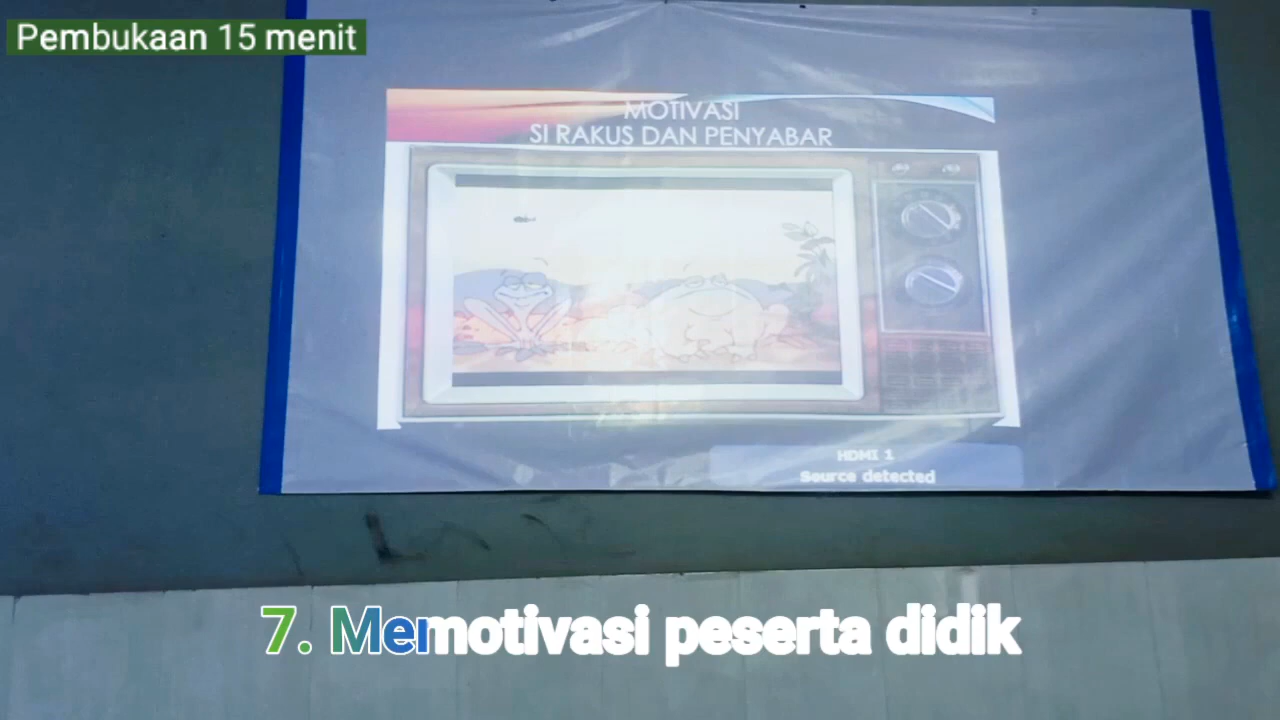 Pembukaan 15 menit
MOTIVASI
SI RAKUS DAN PENYABAR
HDMI 1
Source detected
7. Memotivasi peserta didik